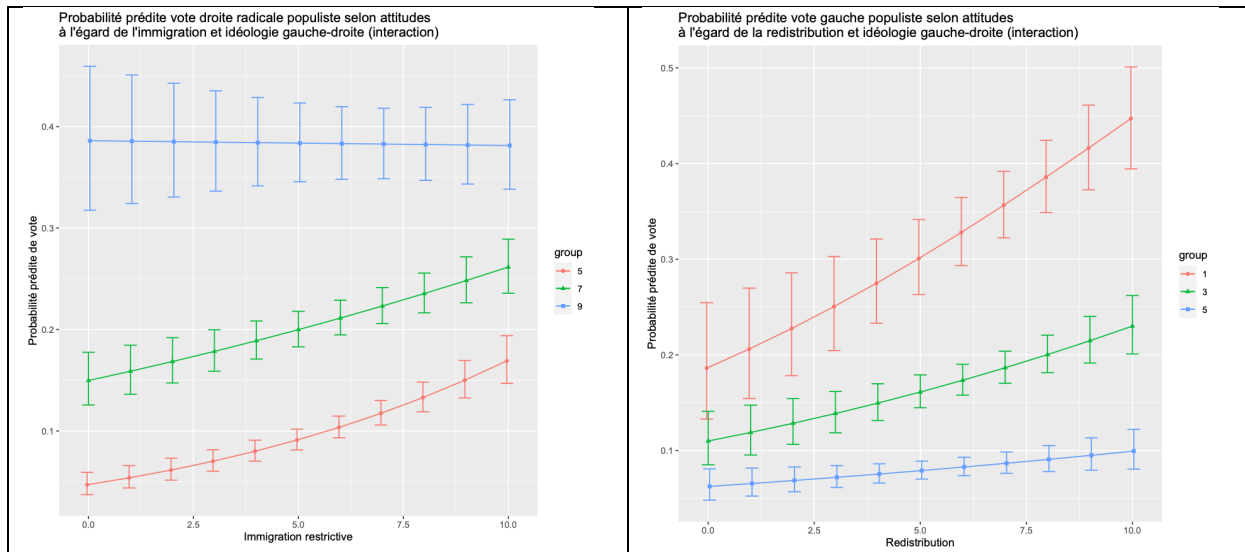 Probabilité prédite vote droite radicale populiste selon attitudes
à l'égard de l'immigration et idéologie gauche-droite (interaction)
Probabilité prédite de vote
0.4
0.3
0.2
0.1
0.0
2.5
5.0
7.5
10.0
Immigration restrictive
group
5
7
9
Probabilité prédite vote gauche populiste selon attitudes
à l'égard de la redistribution et idéologie gauche-droite (interaction)
Probabilité prédite de vote
0.5
0.4
0.3
0.2
0.1
0.0
2.5
5.0
7.5
10.0
Redistribution
group
1
3
5